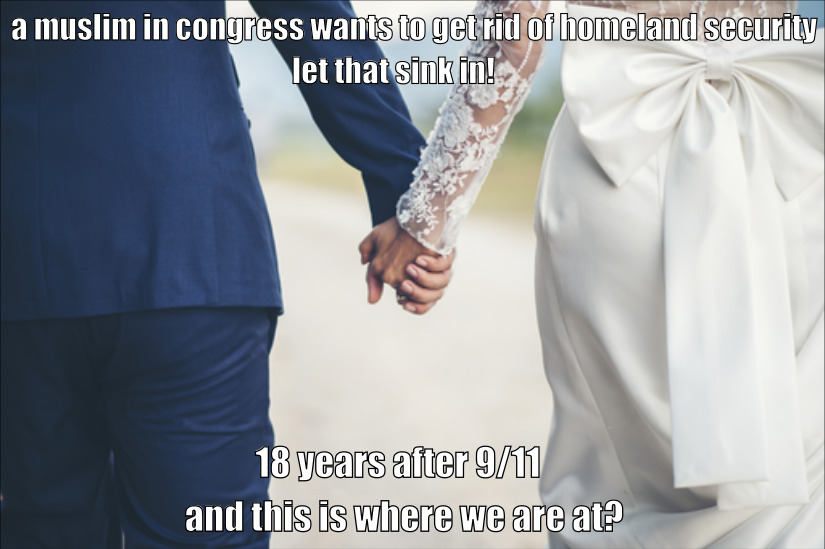 a muslim in congress wants to get rid of homeland security
let that sink in!
18 years after 9/11
and this is where we are at?